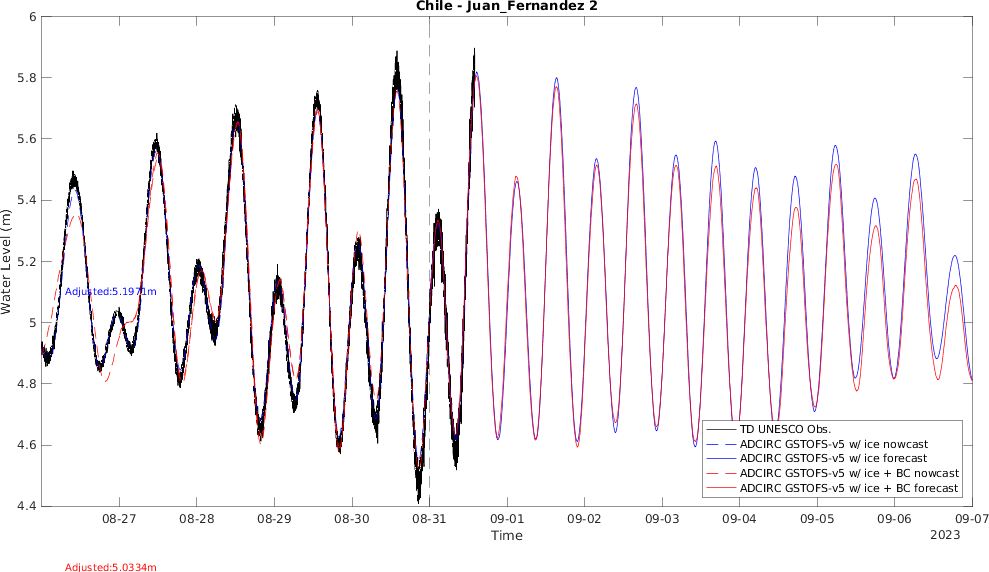 Chile - Juan_Fernandez 2
6
5.8
5.6
5.4
5.2
5
4.8
4.6
4.4
Water Level (m)
Adjusted:5.1971m
TD UNESCO Obs.
ADCIRC GSTOFS-v5 w/ ice nowcast
ADCIRC GSTOFS-v5 w/ ice forecast
ADCIRC GSTOFS-v5 w/ ice + BC nowcast
ADCIRC GSTOFS-v5 w/ ice + BC forecast
08-27 08-28 08-29 08-30 08-31 09-01 09-02 09-03 09-04 09-05 09-06 09-07
Time
2023
Adjusted:5.0334m